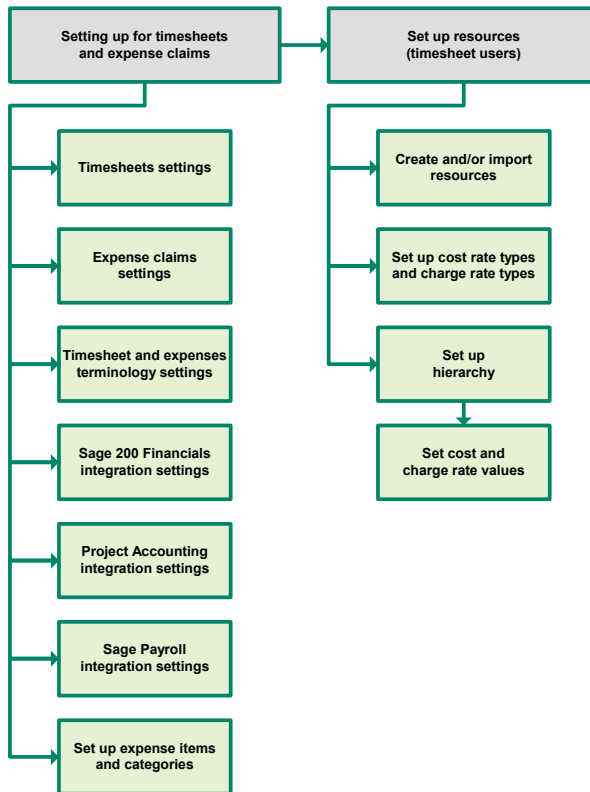 Setting up for timesheets
and expense claims
Set up resources
(timesheet users)
Timesheets settings
Create and/or import
resources
Expense claims
settings
Set up cost rate types
and charge rate types
Timesheet and expenses
terminology settings
Set up
hierarchy
Sage 200 Financials
integration settings
Set cost and
charge rate values
Project Accounting
integration settings
Sage Payroll
integration settings
Set up expense items
and categories